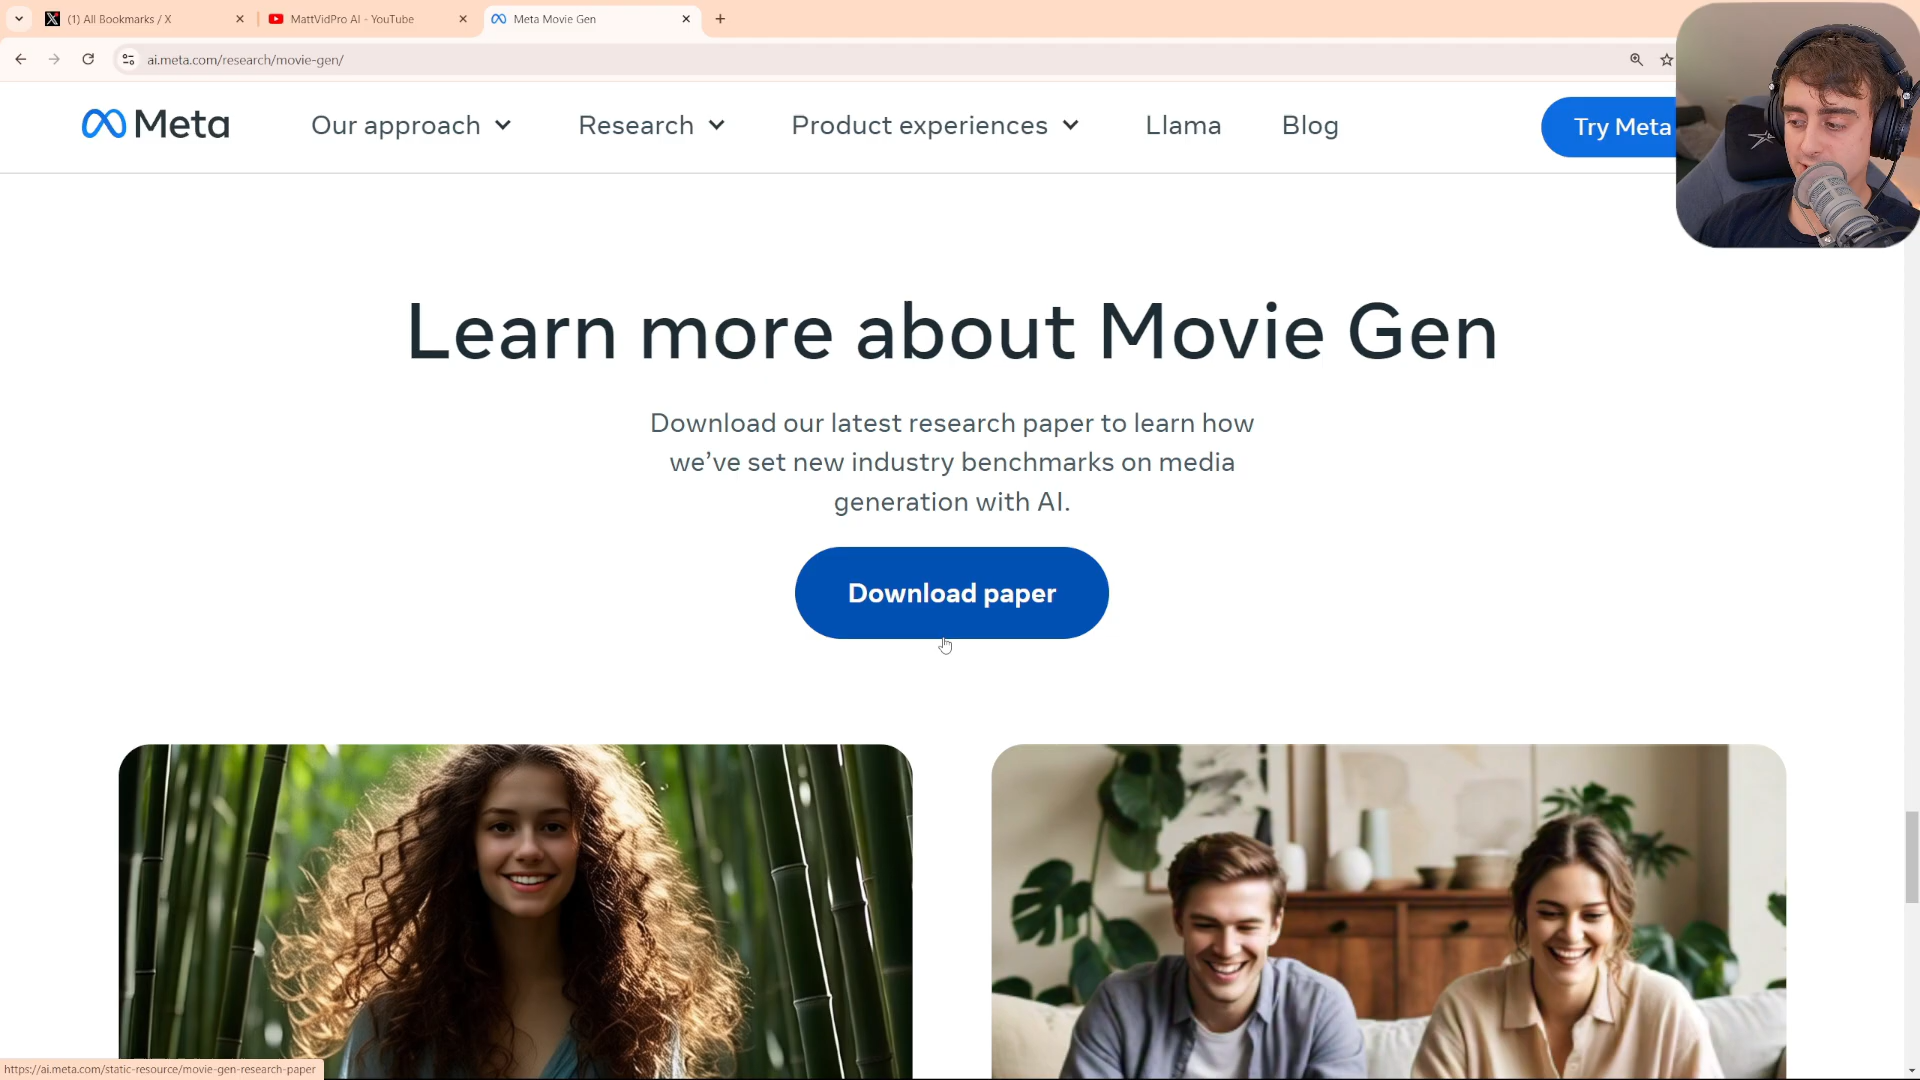 (1) All Bookmarks / X
MattVidPro AI - YouTube
Meta Movie Gen
ai.meta.com/research/movie-gen/
Meta
Our approach
Research
Product experiences
Llama
Blog
Try Meta
Learn more about Movie Gen
Download our latest research paper to learn how
we’ve set new industry benchmarks on media
generation with AI.
Download paper
https://ai.meta.com/static-resource/movie-gen-research-paper